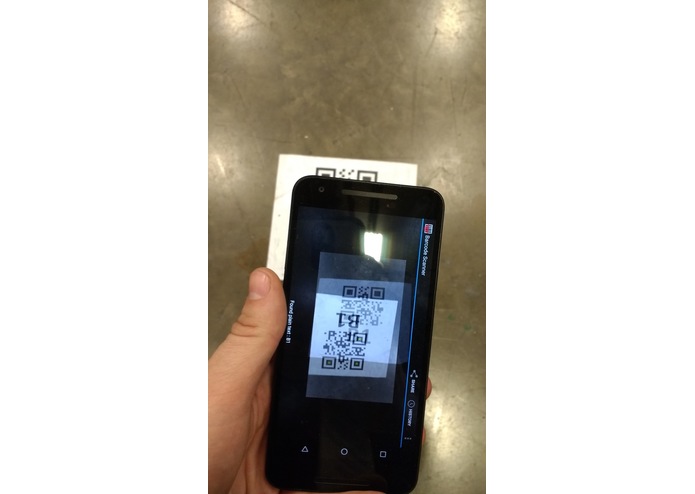 Barcode Scanner
SHARE
HISTORY
B1
Found plain text : B1